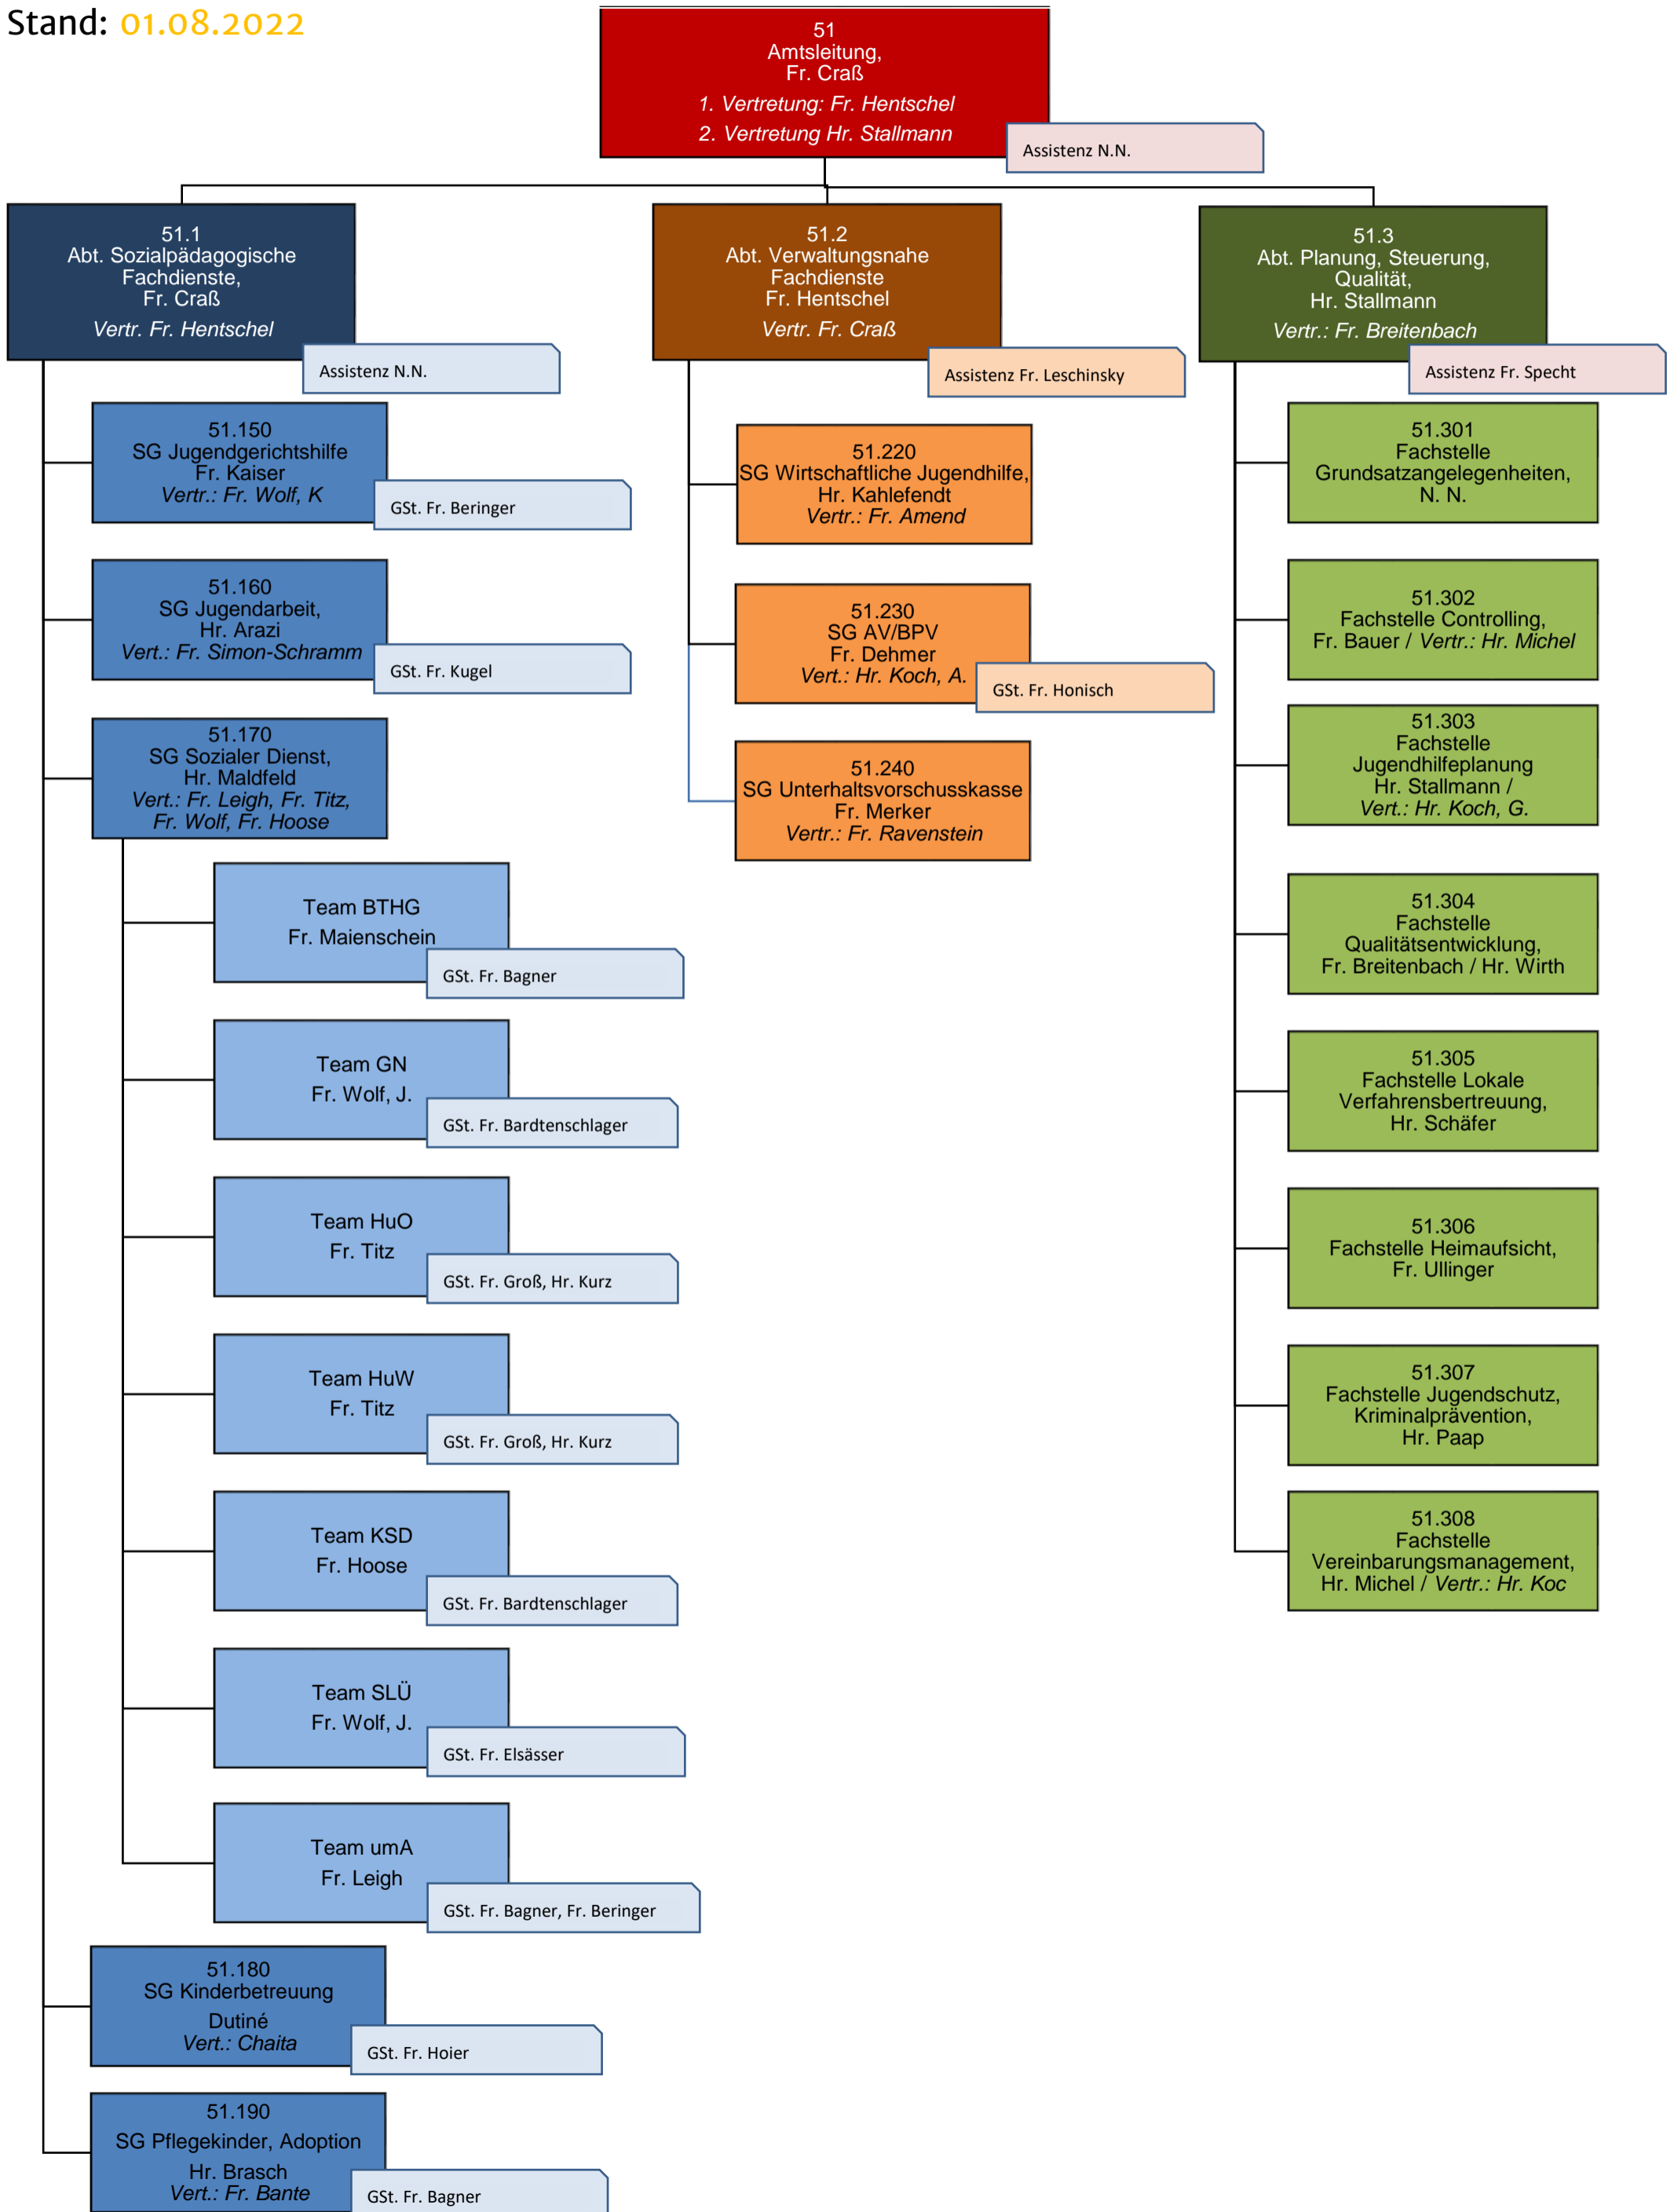 Stand: 01.08.2022
51
Amtsleitung,
Fr. Craß
1. Vertretung: Fr. Hentschel
2. Vertretung Hr. Stallmann
Assistenz N.N.
51.1
Abt. Sozialpädagogische
Fachdienste,
Fr. Craß
Vertr. Fr. Hentschel
Assistenz N.N.
51.150
SG Jugendgerichtshilfe
Fr. Kaiser
Vertr.: Fr. Wolf, K
GSt. Fr. Beringer
51.160
SG Jugendarbeit,
Hr. Arazi
Vert.: Fr. Simon-Schramm
GSt. Fr. Kugel
51.170
SG Sozialer Dienst,
Hr. Maldfeld
Vert.: Fr. Leigh, Fr. Titz,
Fr. Wolf, Fr. Hoose
Team BTHG
Fr. Maienschein
GSt. Fr. Bagner
Team GN
Fr. Wolf, J.
GSt. Fr. Bardtenschlager
Team HuO
Fr. Titz
GSt. Fr. Groß, Hr. Kurz
Team HuW
Fr. Titz
GSt. Fr. Groß, Hr. Kurz
Team KSD
Fr. Hoose
GSt. Fr. Bardtenschlager
Team SLÜ
Fr. Wolf, J.
GSt. Fr. Elsässer
Team umA
Fr. Leigh
GSt. Fr. Bagner, Fr. Beringer
51.180
SG Kinderbetreuung
Dutiné
Vert.: Chaita
GSt. Fr. Hoier
51.190
SG Pflegekinder, Adoption
Hr. Brasch
Vert.: Fr. Bante
GSt. Fr. Bagner
51.2
Abt. Verwaltungsnahe
Fachdienste
Fr. Hentschel
Vertr. Fr. Craß
Assistenz Fr. Leschinsky
51.220
SG Wirtschaftliche Jugendhilfe,
Hr. Kahlefendt
Vertr.: Fr. Amend
51.230
SG AV/BPV
Fr. Dehmer
Vert.: Hr. Koch, A.
GSt. Fr. Honisch
51.240
SG Unterhaltsvorschusskasse
Fr. Merker
Vertr.: Fr. Ravenstein
51.3
Abt. Planung, Steuerung,
Qualität,
Hr. Stallmann
Vertr.: Fr. Breitenbach
Assistenz Fr. Specht
51.301
Fachstelle
Grundsatzangelegenheiten,
N. N.
51.302
Fachstelle Controlling,
Fr. Bauer / Vertr.: Hr. Michel
51.303
Fachstelle
Jugendhilfeplanung
Hr. Stallmann /
Vert.: Hr. Koch, G.
51.304
Fachstelle
Qualitätsentwicklung,
Fr. Breitenbach / Hr. Wirth
51.305
Fachstelle Lokale
Verfahrensbertreuung,
Hr. Schäfer
51.306
Fachstelle Heimaufsicht,
Fr. Ullinger
51.307
Fachstelle Jugendschutz,
Kriminalprävention,
Hr. Paap
51.308
Fachstelle
Vereinbarungsmanagement,
Hr. Michel / Vertr.: Hr. Koc